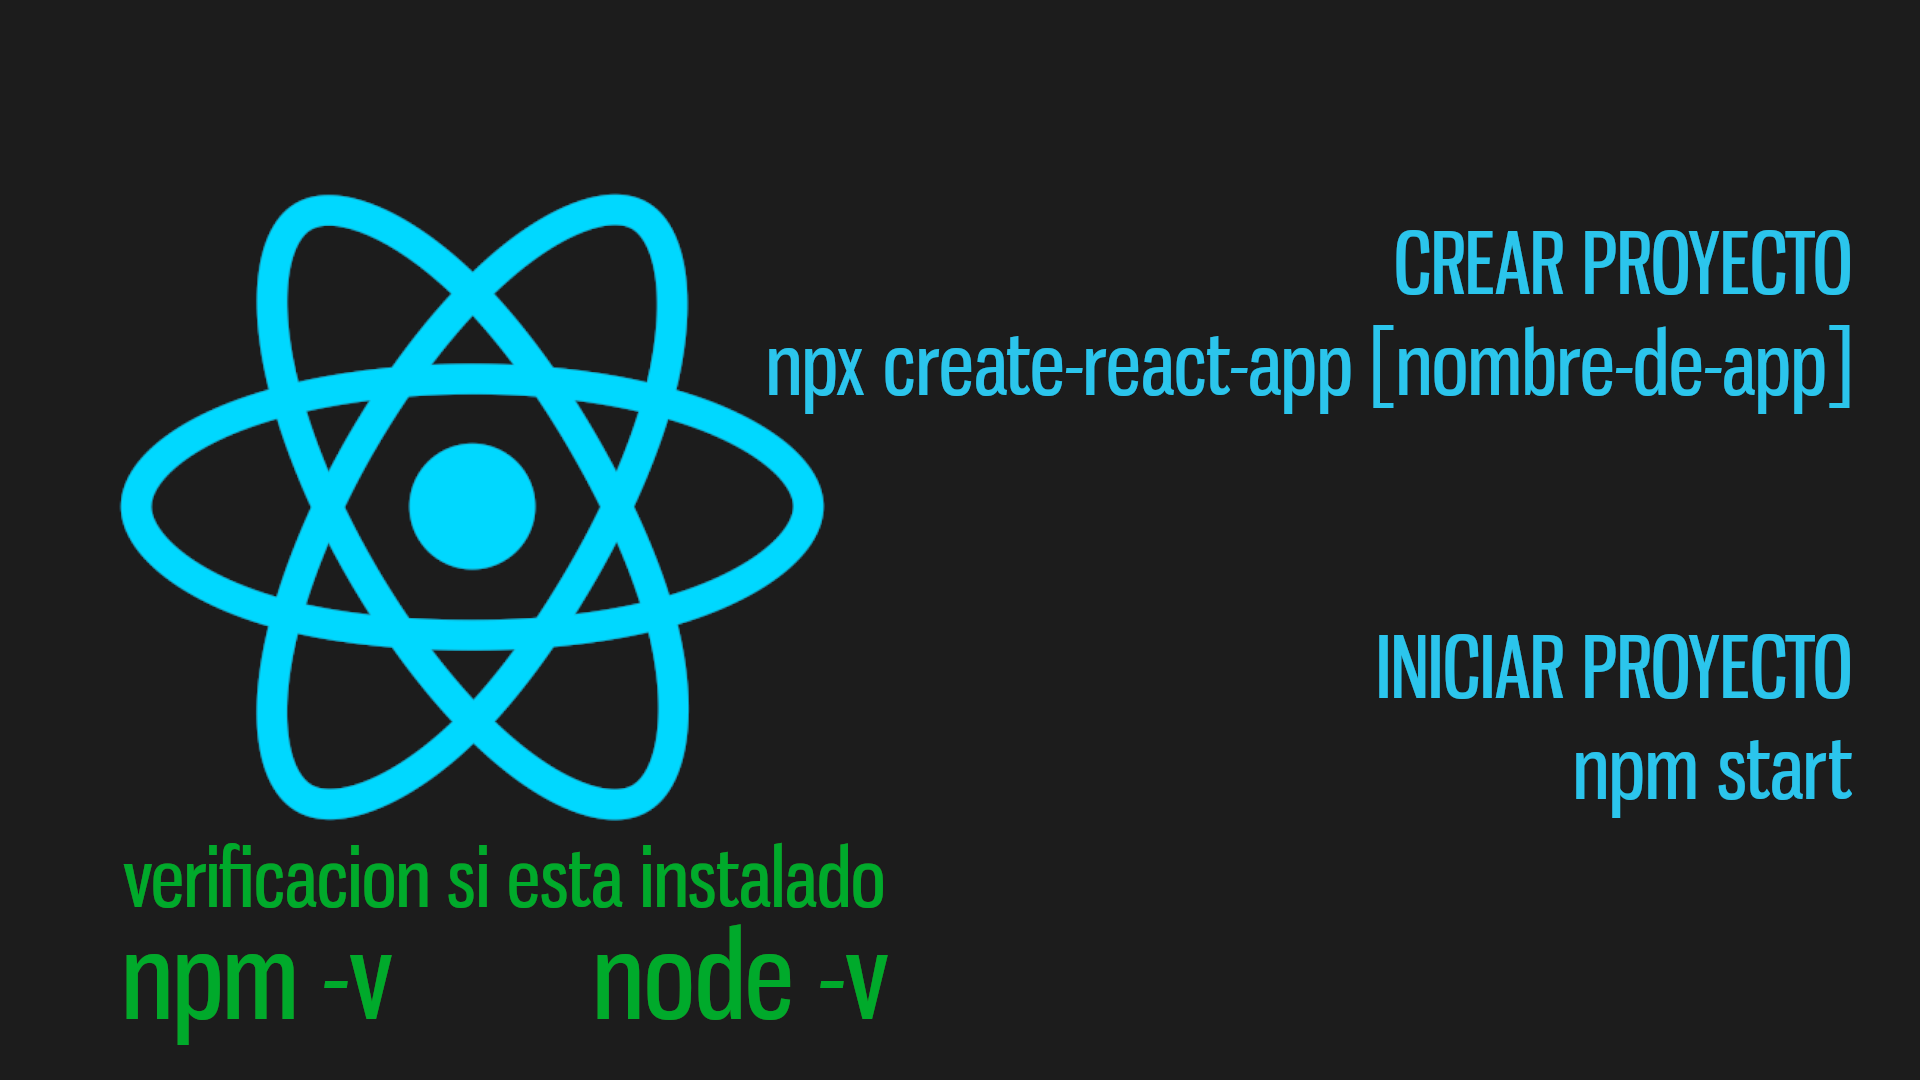 CREAR PROYECTO
npx create-react-app [nombre-de-app]
INICIAR PROYECTO
npm start
verificacion si esta instalado
npm -v node -v